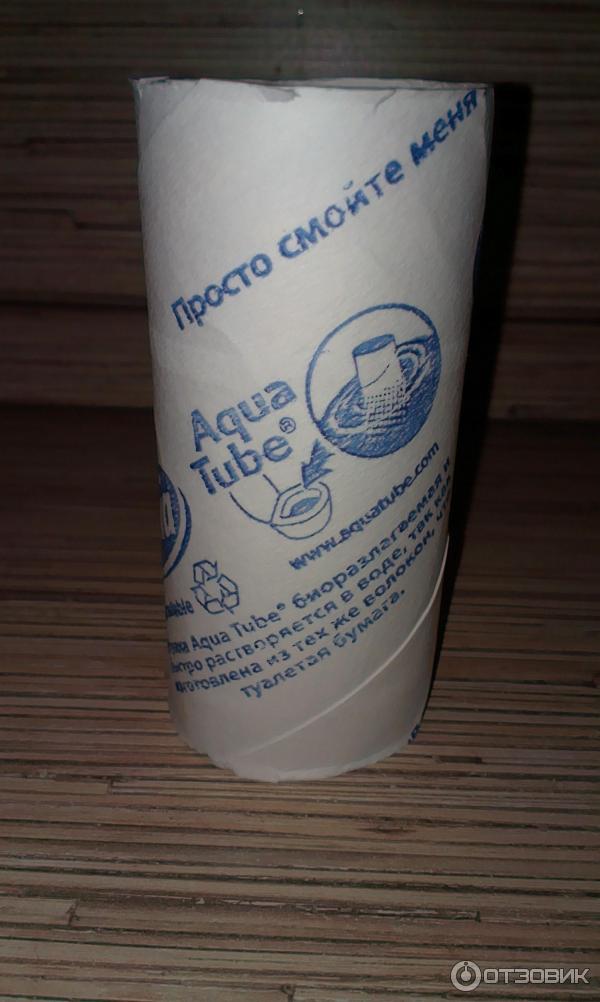 Просто смойте меня
Aqua
Tube®
www.aquatube.com
Aqua Tube® биоразлагаемая и
растворяется в воде, так как
из тех же волокон, что
туалетая бумага.
ОТЗОВИК